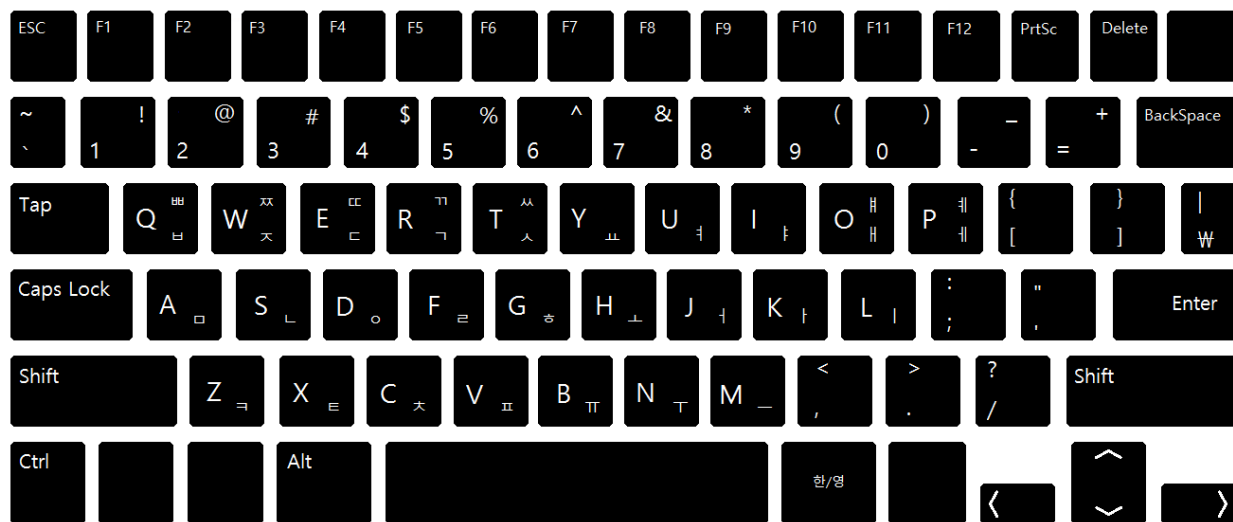 ESC F1 F2 F3 F4 F5 F6 F7 F8 F9 F10 F11 F12 PrtSc Delete
~ ` ! 1 @ 2 # 3 $ 4 % 5 ^ 6 & 7 * 8 ( 9 ) 0 _ - + = BackSpace
Tap Q ㅃ ㅂ W ㅉ ㅈ E ㄸ ㄷ R ㄲ ㄱ T ㅆ ㅅ Y ㅛ U ㅕ I ㅑ O ㅒ ㅐ P ㅖ ㅔ { [ } ] | ₩
Caps Lock A ㅁ S ㄴ D ㅇ F ㄹ G ㅎ H ㅗ J ㅓ K ㅏ L ㅣ : ; " ' Enter
Shift Z ㅋ X ㅌ C ㅊ V ㅍ B ㅠ N ㅜ M ㅡ < , > . ? / Shift
Ctrl Alt 한/영